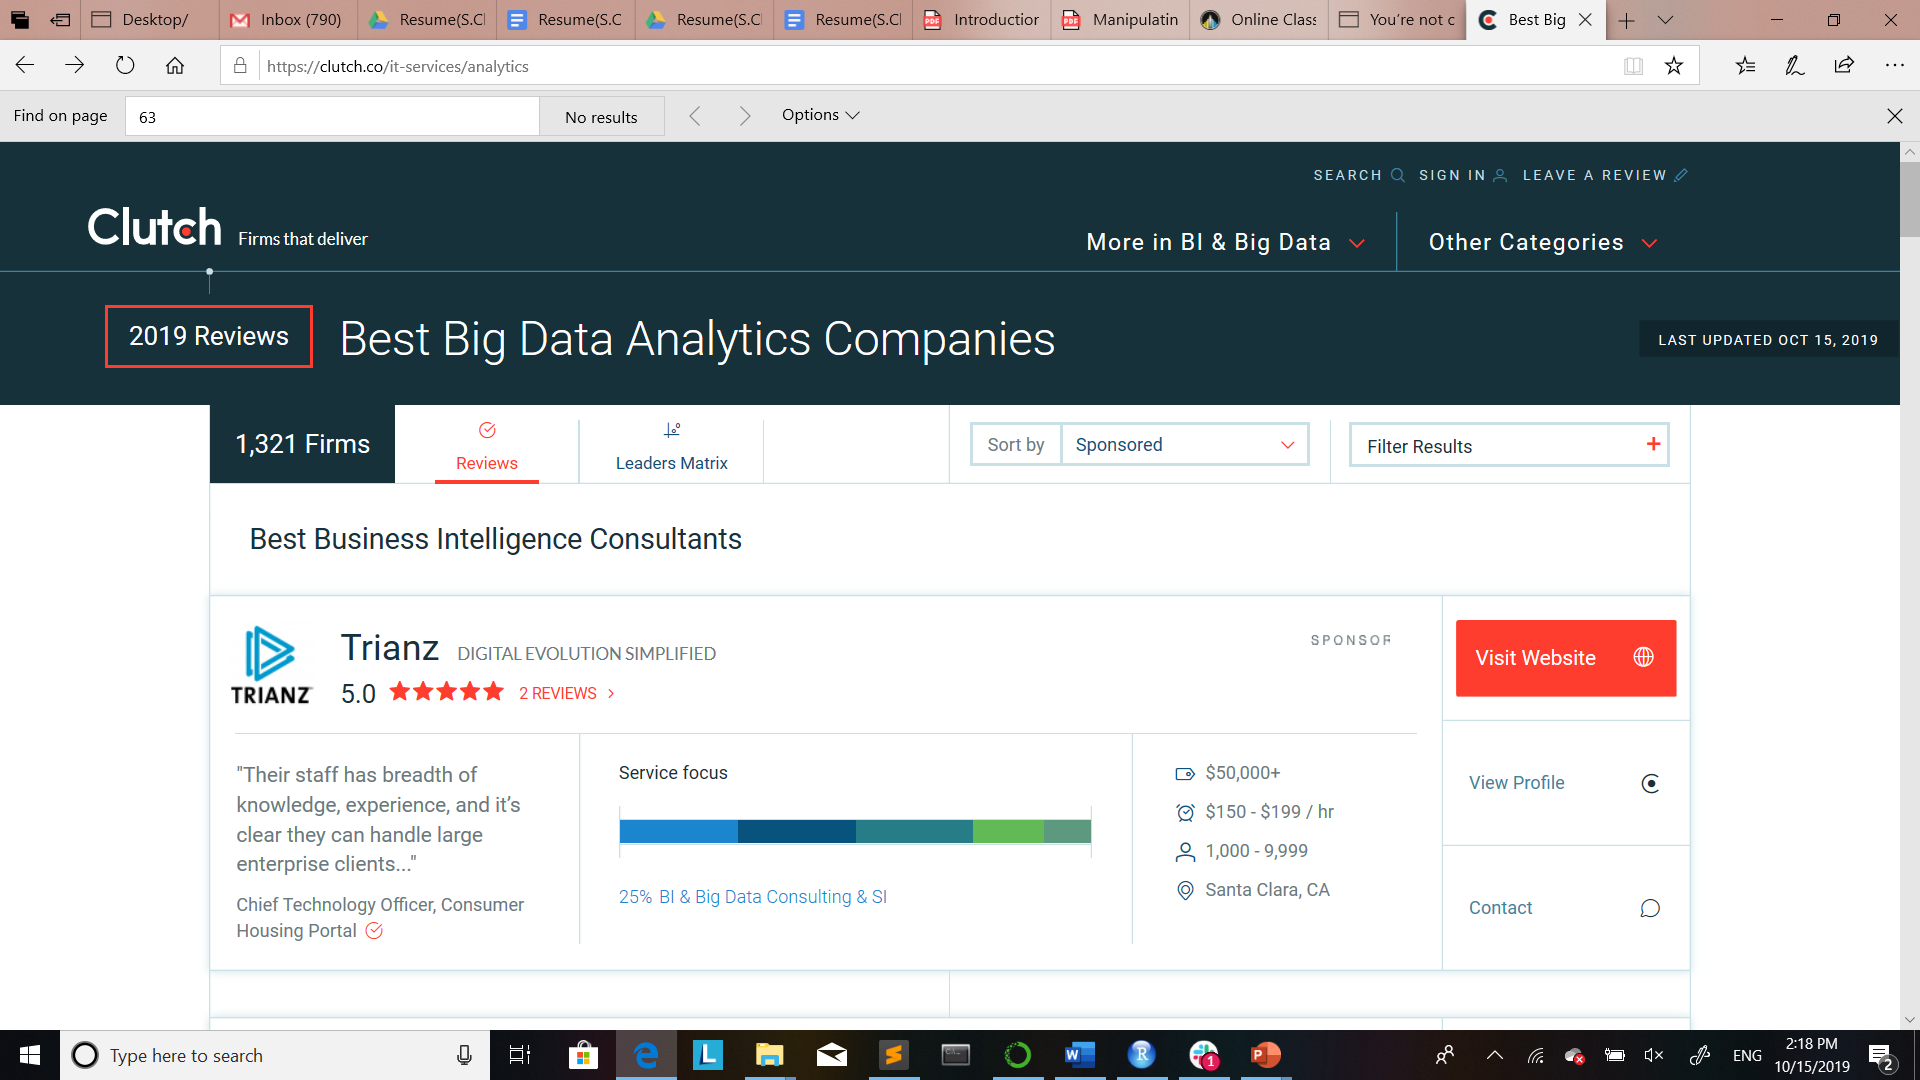 Desktop/
Inbox (790)
Resume(S.Cl
Resume(S.C
Resume(S.Cl
Resume(S.Cl
Introduction
Manipulatin
Online Class
You're not c
Best Big
https://clutch.co/it-services/analytics
Find on page
63
No results
Options
SEARCH
SIGN IN
LEAVE A REVIEW
Clutch
Firms that deliver
More in BI & Big Data
Other Categories
2019 Reviews
Best Big Data Analytics Companies
LAST UPDATED OCT 15, 2019
1,321 Firms
Reviews
Leaders Matrix
Sort by
Sponsored
Filter Results
+
Best Business Intelligence Consultants
TRIANZ
Trianz
DIGITAL EVOLUTION SIMPLIFIED
SPONSOR
5.0
2 REVIEWS >
Visit Website
"Their staff has breadth of
knowledge, experience, and it's
clear they can handle large
enterprise clients..."
Chief Technology Officer, Consumer
Housing Portal
Service focus
25% BI & Big Data Consulting & SI
$50,000+
$150 - $199 / hr
1,000 - 9,999
Santa Clara, CA
View Profile
Contact
Type here to search
ENG
2:18 PM
10/15/2019
2